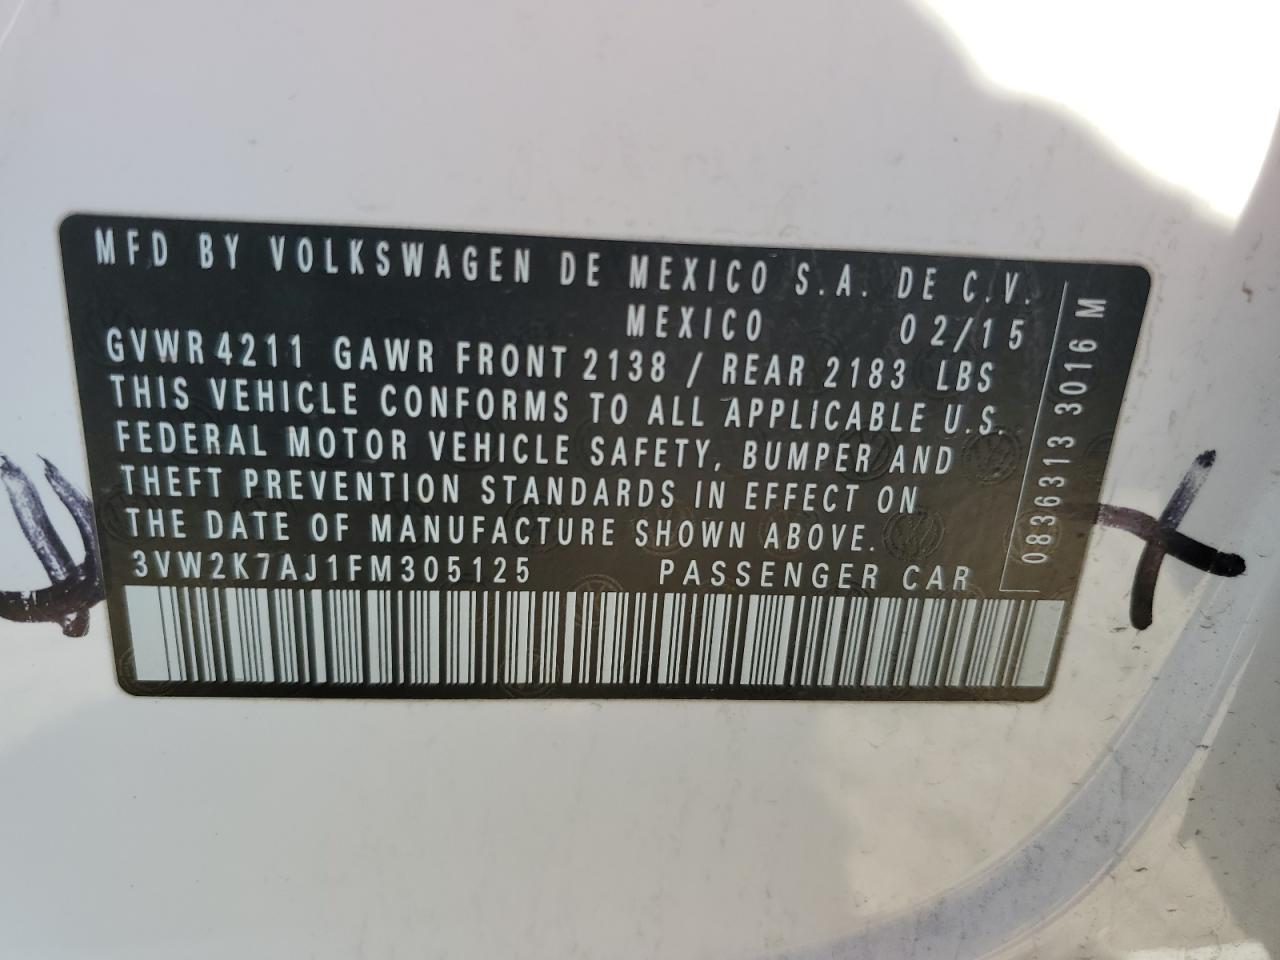 MFD BY VOLKSWAGEN DE MEXICO S.A. DE C.V.
MEXICO 02/15
GVWR 4211 GAWR FRONT 2138 / REAR 2183 LBS
THIS VEHICLE CONFORMS TO ALL APPLICABLE U.S.
FEDERAL MOTOR VEHICLE SAFETY, BUMPER AND
THEFT PREVENTION STANDARDS IN EFFECT ON
THE DATE OF MANUFACTURE SHOWN ABOVE.
3VW2K7AJ1FM305125 PASSENGER CAR
0836313 3016 M